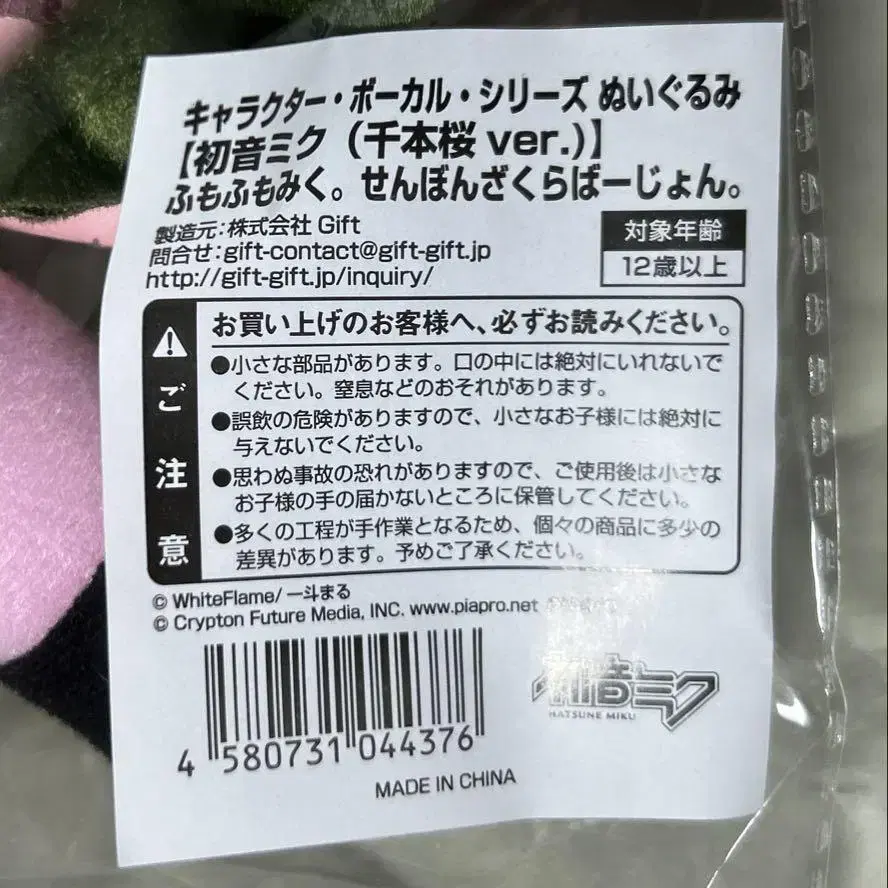 キャラクター・ボーカル・シリーズ ぬいぐるみ
【初音ミク（千本桜 ver.)】
ふもふもみく。せんぼんざくらばーじょん。
製造元：株式会社 Gift
問合せ：gift-contact@gift-gift.jp
http://gift-gift.jp/inquiry/
対象年齢
12歳以上
ご注意
お買い上げのお客様へ、必ずお読みください。
●小さな部品があります。口の中には絶対にいれないで
ください。窒息などのおそれがあります。
●誤飲の危険がありますので、小さなお子様には絶対に
与えないでください。
●思わぬ事故の恐れがありますので、ご使用後は小さな
お子様の手の届かないところに保管してください。
●多くの工程が手作業となるため、個々の商品に多少の
差異があります。予めご了承ください。
© WhiteFlame/ 一斗まる
© Crypton Future Media, INC. www.piapro.net
初音ミク
HATSUNE MIKU
4 580731 044376
MADE IN CHINA